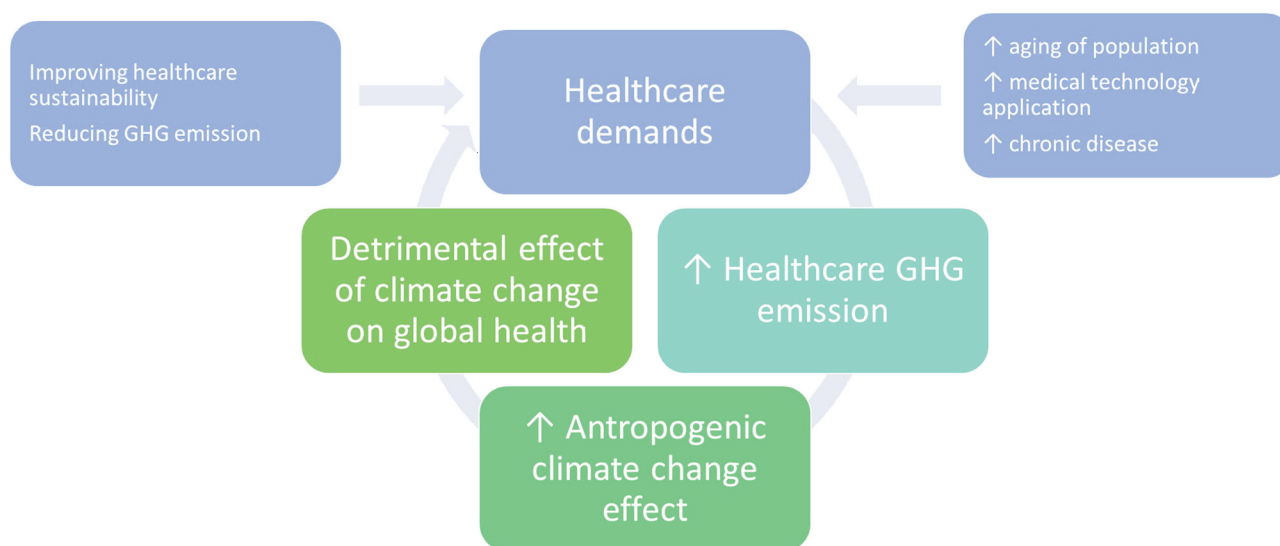 Improving healthcare
sustainability
Reducing GHG emission
Healthcare
demands
↑ aging of population
↑ medical technology
application
↑ chronic disease
Detrimental effect
of climate change
on global health
↑ Healthcare GHG
emission
↑ Antropogenic
climate change
effect